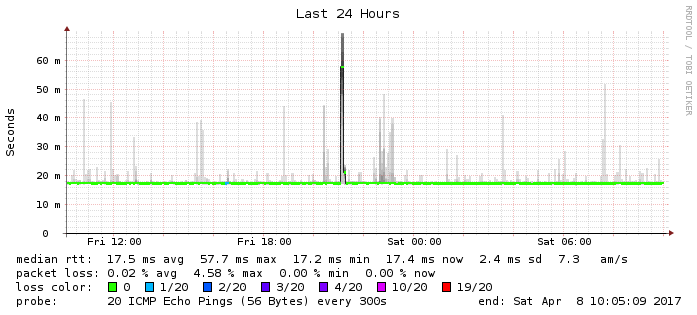 Last 24 Hours
RRDTOOL / TOBI OETIKER
Seconds
60 m
50 m
40 m
30 m
20 m
10 m
0
Fri 12:00 Fri 18:00 Sat 00:00 Sat 06:00
median rtt: 17.5 ms avg 57.7 ms max 17.2 ms min 17.4 ms now 2.4 ms sd 7.3 am/s
packet loss: 0.02 % avg 4.58 % max 0.00 % min 0.00 % now
loss color: 0 1/20 2/20 3/20 4/20 10/20 19/20
probe: 20 ICMP Echo Pings (56 Bytes) every 300s end: Sat Apr 8 10:05:09 2017